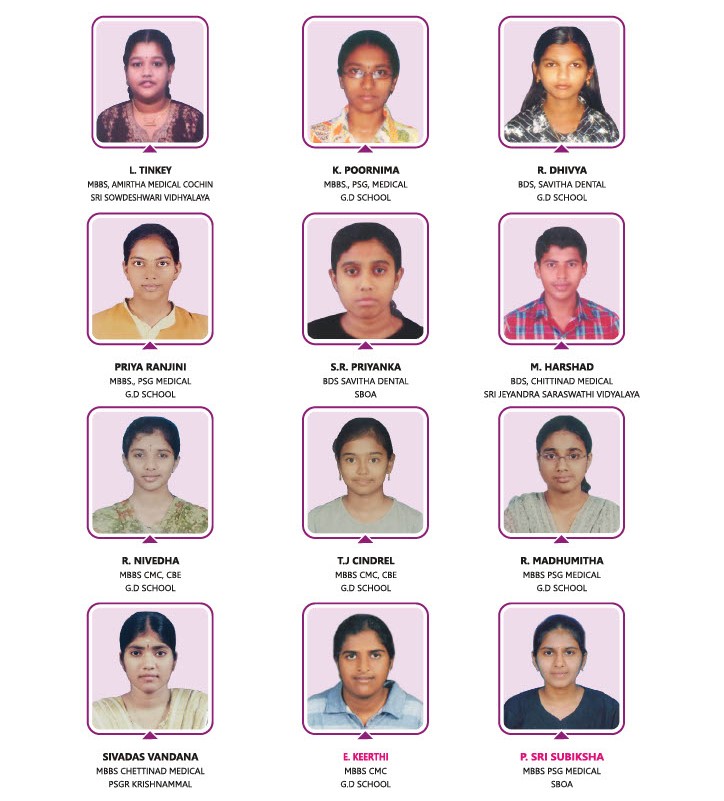 L. TINKEY
MBBS, AMIRTHA MEDICAL COCHIN
SRI SOWDESHWARI VIDHYALAYA
K. POORNIMA
MBBS., PSG, MEDICAL
G.D SCHOOL
R. DHIVYA
BDS, SAVITHA DENTAL
G.D SCHOOL
PRIYA RANJINI
MBBS., PSG MEDICAL
G.D SCHOOL
S.R. PRIYANKA
BDS SAVITHA DENTAL
SBOA
M. HARSHAD
BDS, CHITTINAD MEDICAL
SRI JEYANDRA SARASWATHI VIDYALAYA
R. NIVEDHA
MBBS CMC, CBE
G.D SCHOOL
T.J CINDREL
MBBS CMC, CBE
G.D SCHOOL
R. MADHUMITHA
MBBS PSG MEDICAL
G.D SCHOOL
SIVADAS VANDANA
MBBS CHETTINAD MEDICAL
PSGR KRISHNAMMAL
E. KEERTHI
MBBS CMC
G.D SCHOOL
P. SRI SUBIKSHA
MBBS PSG MEDICAL
SBOA